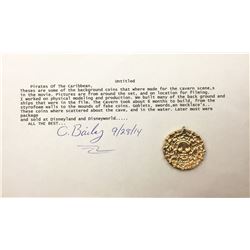 Untitled
Pirates Of The Caribbean,
Theses are some of the background coins that where made for the cavern scene,s
in the movie. Pictures are from around the set, and on location for filming.
I worked on physical modeling and production. We built many of the back ground and
ships that were in the film. The Cavern took about 6 months to build, from the
styrofoam walls to the mounds of fake coins. Goblets, swords,an Necklace's..
These coins where scattered about the cave, and in the water. Later most were
package
and sold at Disneyland and Disneyworld.....
ALL THE BEST...
C. Bailey 9/29/14